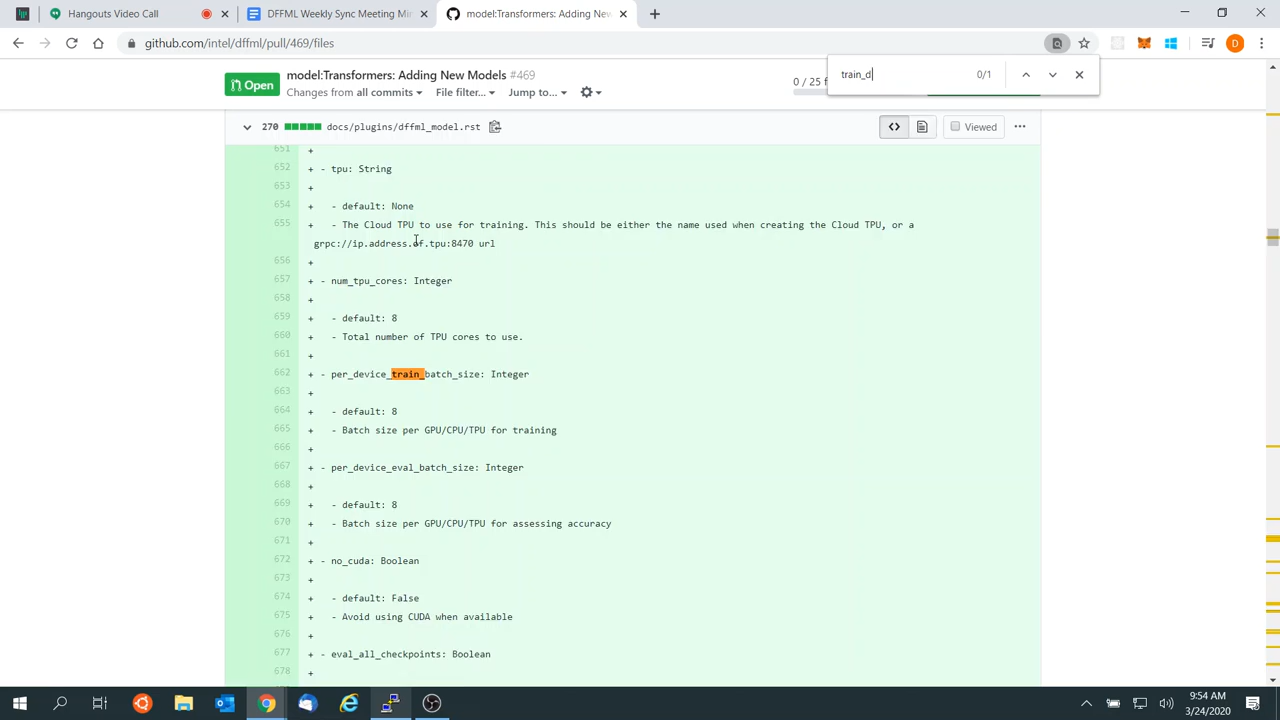 Hangouts Video Call
DFFML Weekly Sync Meeting Mi
model:Transformers: Adding New
github.com/intel/dffml/pull/469/files
D
train_d
0/1
Open
model:Transformers: Adding New Models #469
Changes from all commits
File filter...
Jump to...
0 / 25 f
270
docs/plugins/dffml_model.rst
Viewed
651 +
652 + - tpu: String
653 +
654 + - default: None
655 + - The Cloud TPU to use for training. This should be either the name used when creating the Cloud TPU, or a
grpc://ip.address.of.tpu:8470 url
656 +
657 + - num_tpu_cores: Integer
658 +
659 + - default: 8
660 + - Total number of TPU cores to use.
661 +
662 + - per_device_train_batch_size: Integer
663 +
664 + - default: 8
665 + - Batch size per GPU/CPU/TPU for training
666 +
667 + - per_device_eval_batch_size: Integer
668 +
669 + - default: 8
670 + - Batch size per GPU/CPU/TPU for assessing accuracy
671 +
672 + - no_cuda: Boolean
673 +
674 + - default: False
675 + - Avoid using CUDA when available
676 +
677 + - eval_all_checkpoints: Boolean
678 +
9:54 AM
3/24/2020